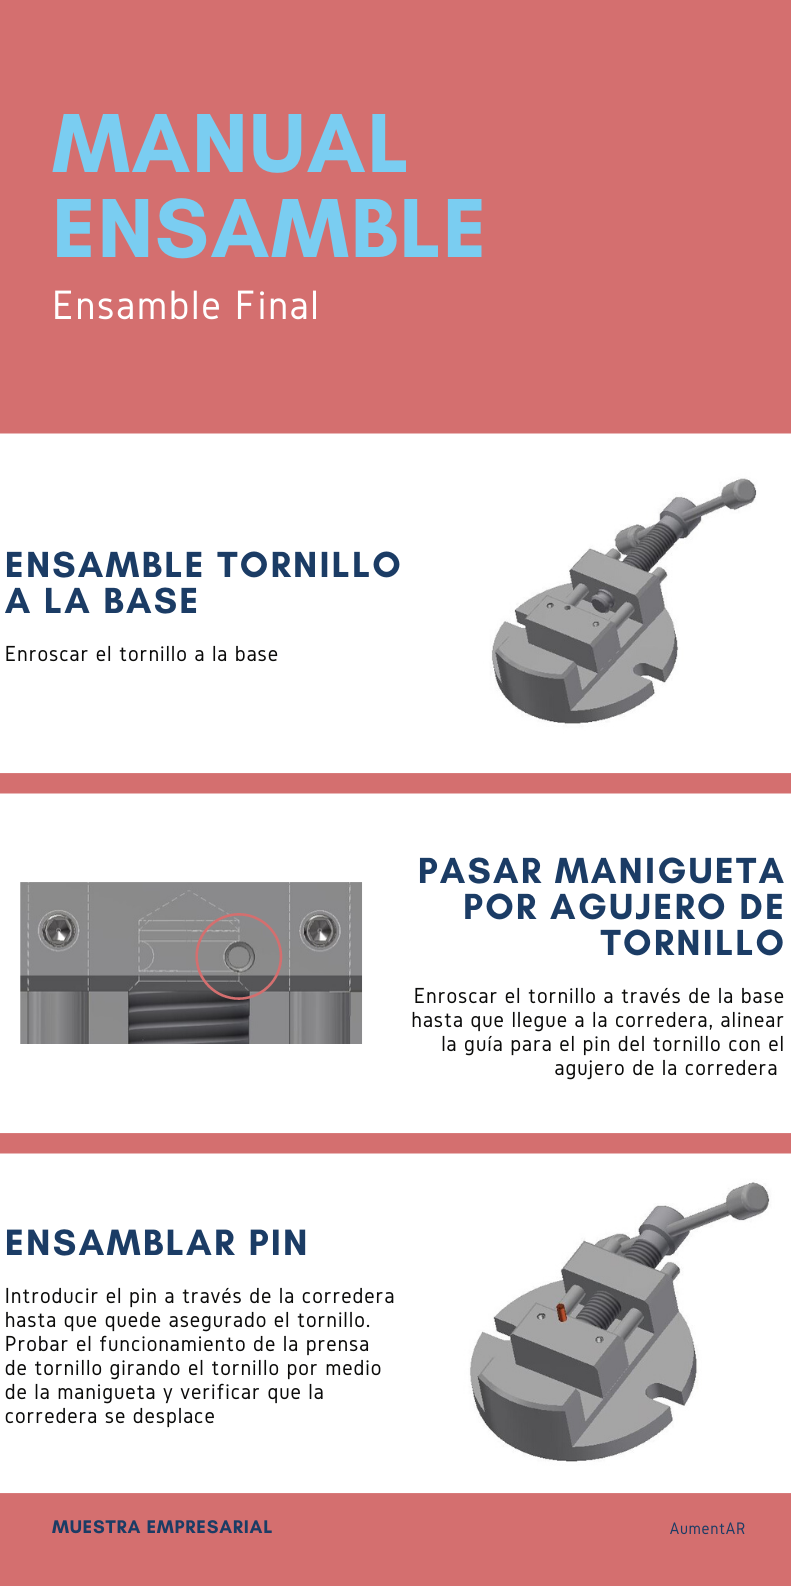 MANUAL
ENSAMBLE
Ensamble Final
ENSAMBLE TORNILLO
A LA BASE
Enroscar el tornillo a la base
PASAR MANIGUETA
POR AGUJERO DE
TORNILLO
Enroscar el tornillo a través de la base
hasta que llegue a la corredera, alinear
la guía para el pin del tornillo con el
agujero de la corredera
ENSAMBLAR PIN
Introducir el pin a través de la corredera
hasta que quede asegurado el tornillo.
Probar el funcionamiento de la prensa
de tornillo girando el tornillo por medio
de la manigueta y verificar que la
corredera se desplace
MUESTRA EMPRESARIAL
AumentAR